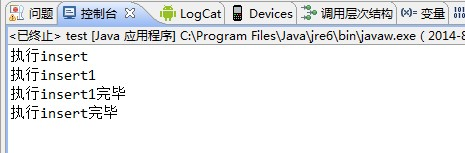 问题 控制台 LogCat Devices 调用层次结构 变量
<已终止> test [Java 应用程序] C:\Program Files\Java\jre6\bin\javaw.exe ( 2014-8
执行insert
执行insert1
执行insert1完毕
执行insert完毕